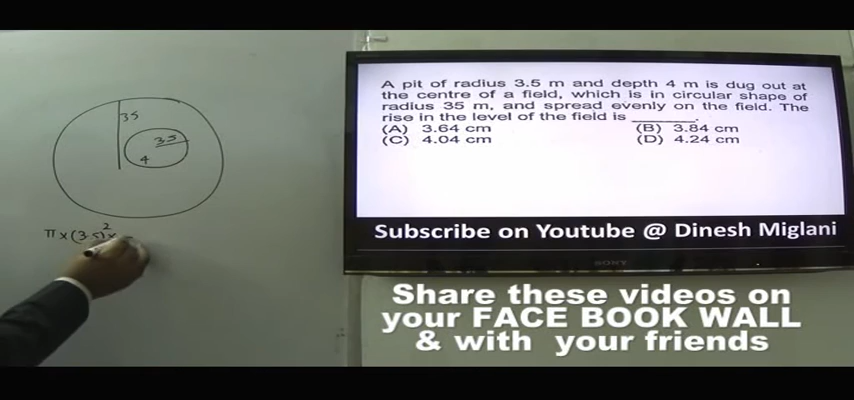 35
3.5
4
π×(3.5)²×
A pit of radius 3.5 m and depth 4 m is dug out at
the centre of a field, which is in circular shape of
radius 35 m, and spread evenly on the field. The
rise in the level of the field is ________.
(A) 3.64 cm (B) 3.84 cm
(C) 4.04 cm (D) 4.24 cm
Subscribe on Youtube @ Dinesh Miglani
SONY
Share these videos on
your FACE BOOK WALL
& with your friends